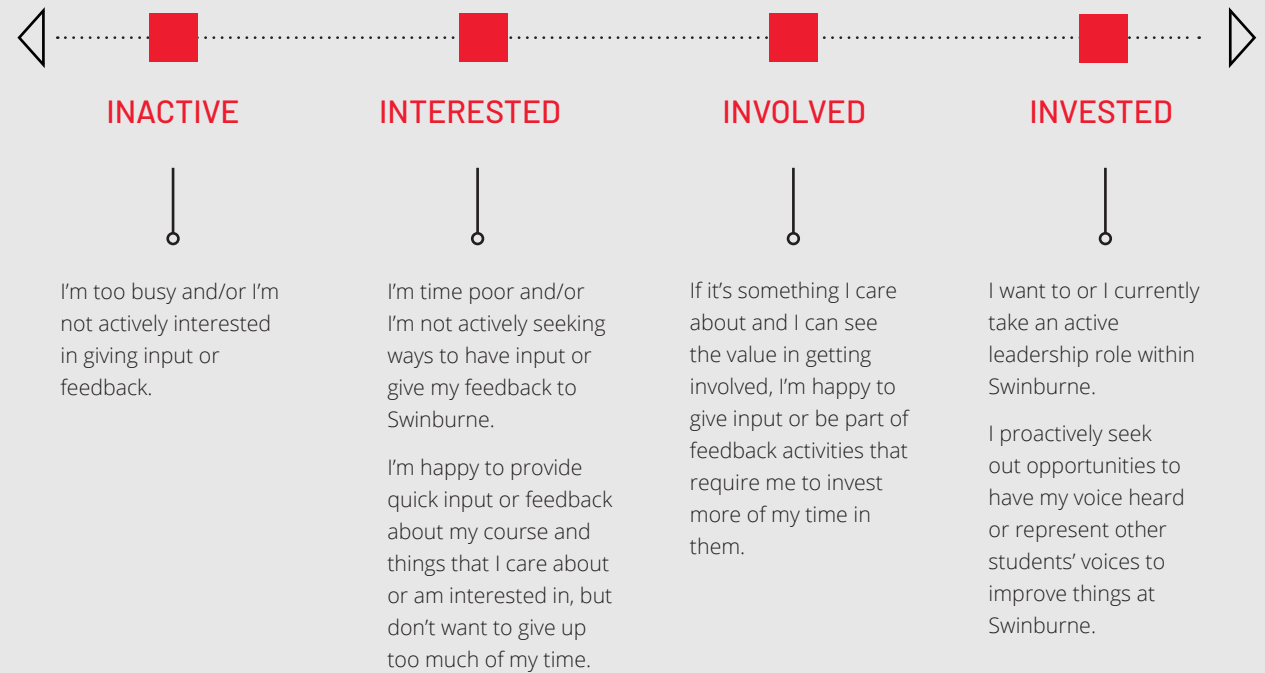 INACTIVE
INTERESTED
INVOLVED
INVESTED
I’m too busy and/or I’m
not actively interested
in giving input or
feedback.
I’m time poor and/or
I’m not actively seeking
ways to have input or
give my feedback to
Swinburne.
I’m happy to provide
quick input or feedback
about my course and
things that I care about
or am interested in, but
don’t want to give up
too much of my time.
If it’s something I care
about and I can see
the value in getting
involved, I’m happy to
give input or be part of
feedback activities that
require me to invest
more of my time in
them.
I want to or I currently
take an active
leadership role within
Swinburne.
I proactively seek
out opportunities to
have my voice heard
or represent other
students’ voices to
improve things at
Swinburne.